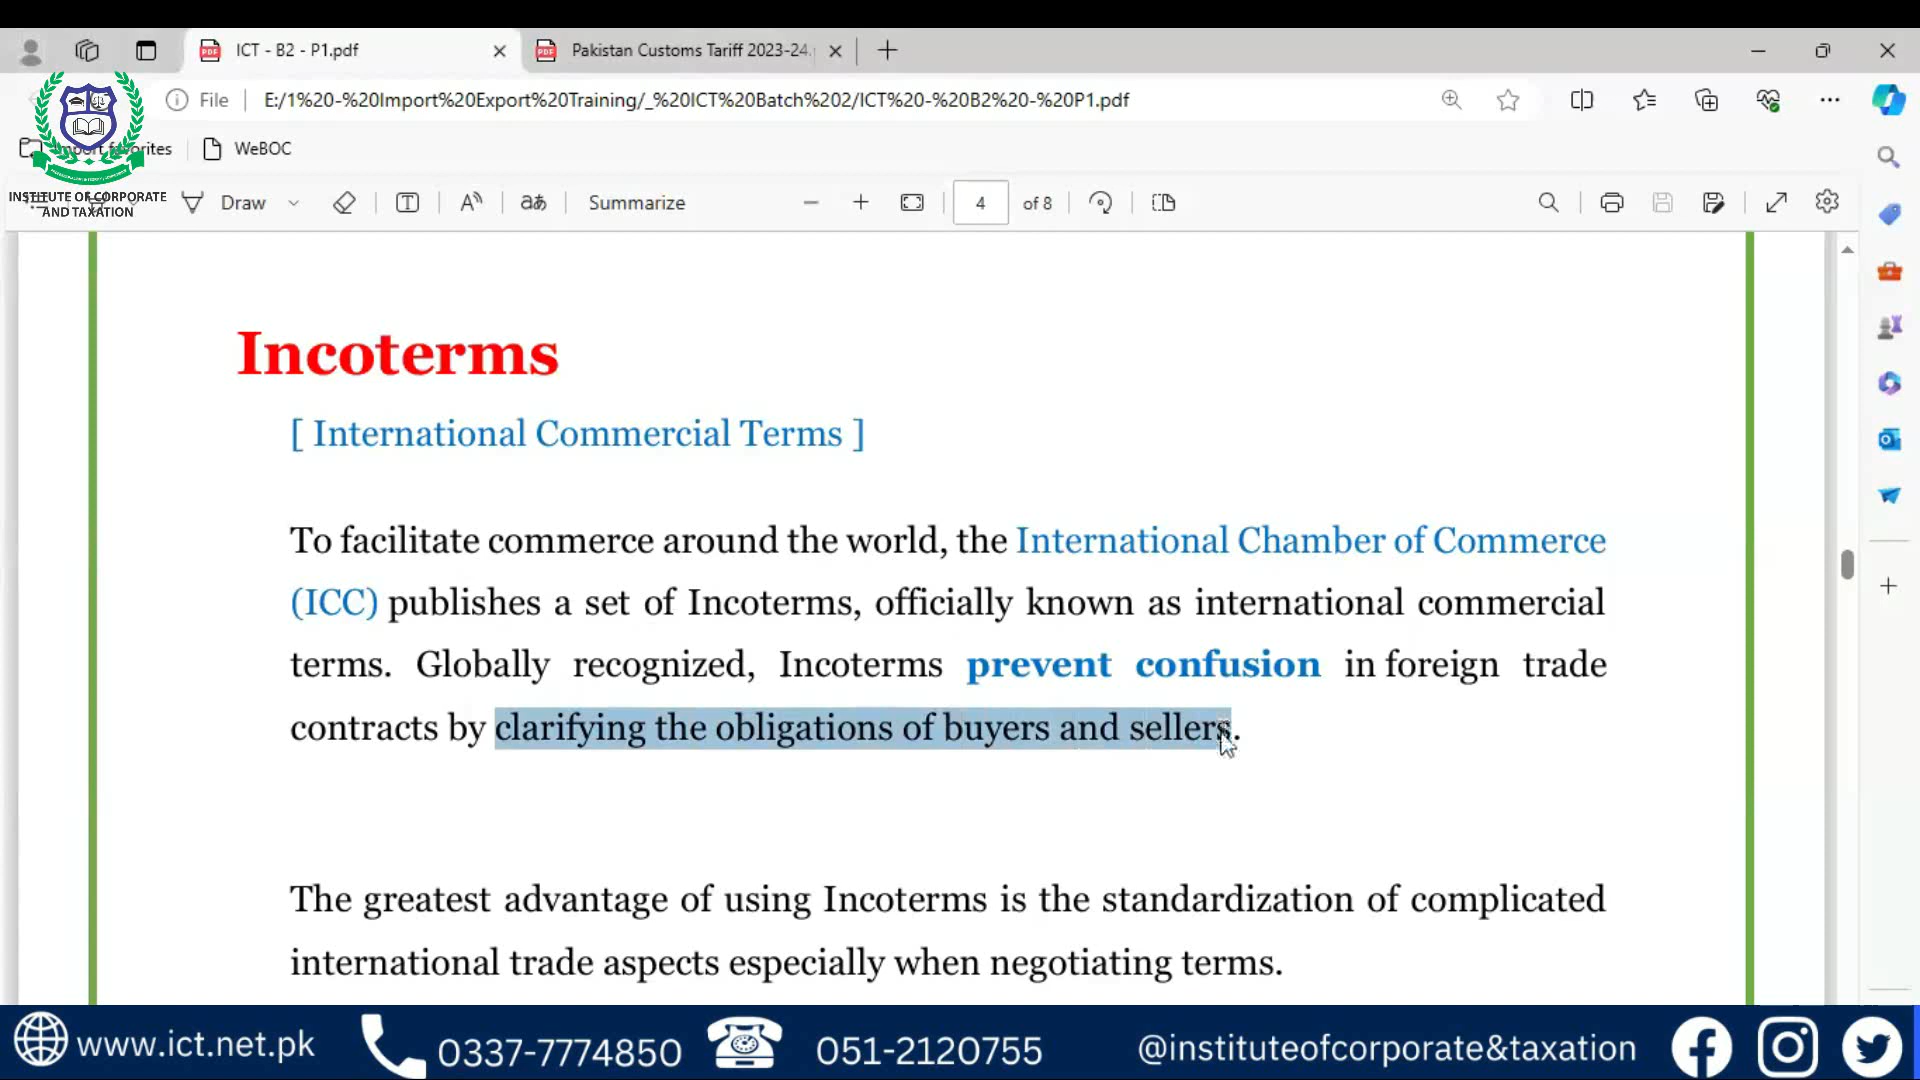 ICT - B2 - P1.pdf
Pakistan Customs Tariff 2023-24.
File
E:/1%20-%20Import%20Export%20Training/_%20ICT%20Batch%202/ICT%20-%20B2%20-%20P1.pdf
Import favorites
WeBOC
INSTITUTE OF CORPORATE
AND TAXATION
Draw
Summarize
4
of 8
Incoterms
[ International Commercial Terms ]
To facilitate commerce around the world, the International Chamber of Commerce
(ICC) publishes a set of Incoterms, officially known as international commercial
terms. Globally recognized, Incoterms prevent confusion in foreign trade
contracts by clarifying the obligations of buyers and sellers.
The greatest advantage of using Incoterms is the standardization of complicated
international trade aspects especially when negotiating terms.
www.ict.net.pk
0337-7774850
051-2120755
@instituteofcorporate&taxation